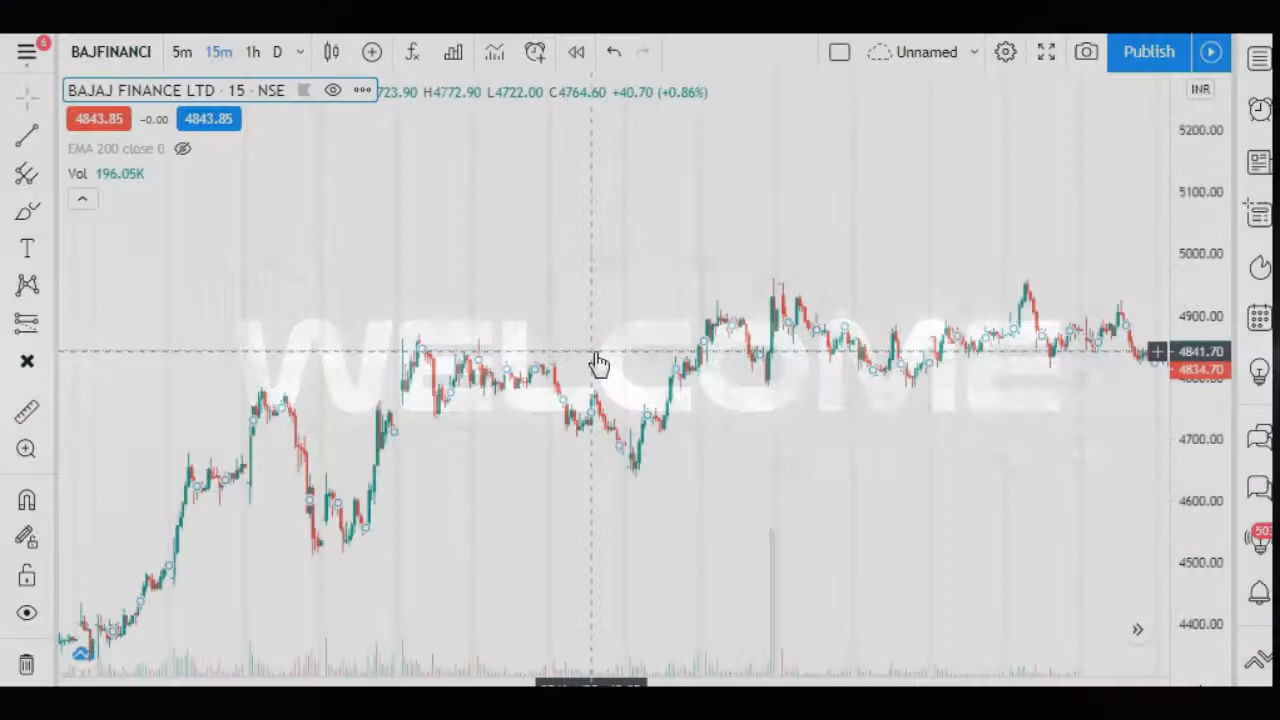 6
BAJFINANCI 5m 15m 1h D Unnamed Publish
BAJAJ FINANCE LTD · 15 · NSE 723.90 H4772.90 L4722.00 C4764.60 +40.70 (+0.86%)
INR
4843.85 -0.00 4843.85
EMA 200 close 0
Vol 196.05K
5200.00
5100.00
5000.00
4900.00
WELCOME
4841.70
4834.70
4700.00
4600.00
4500.00
503
4400.00